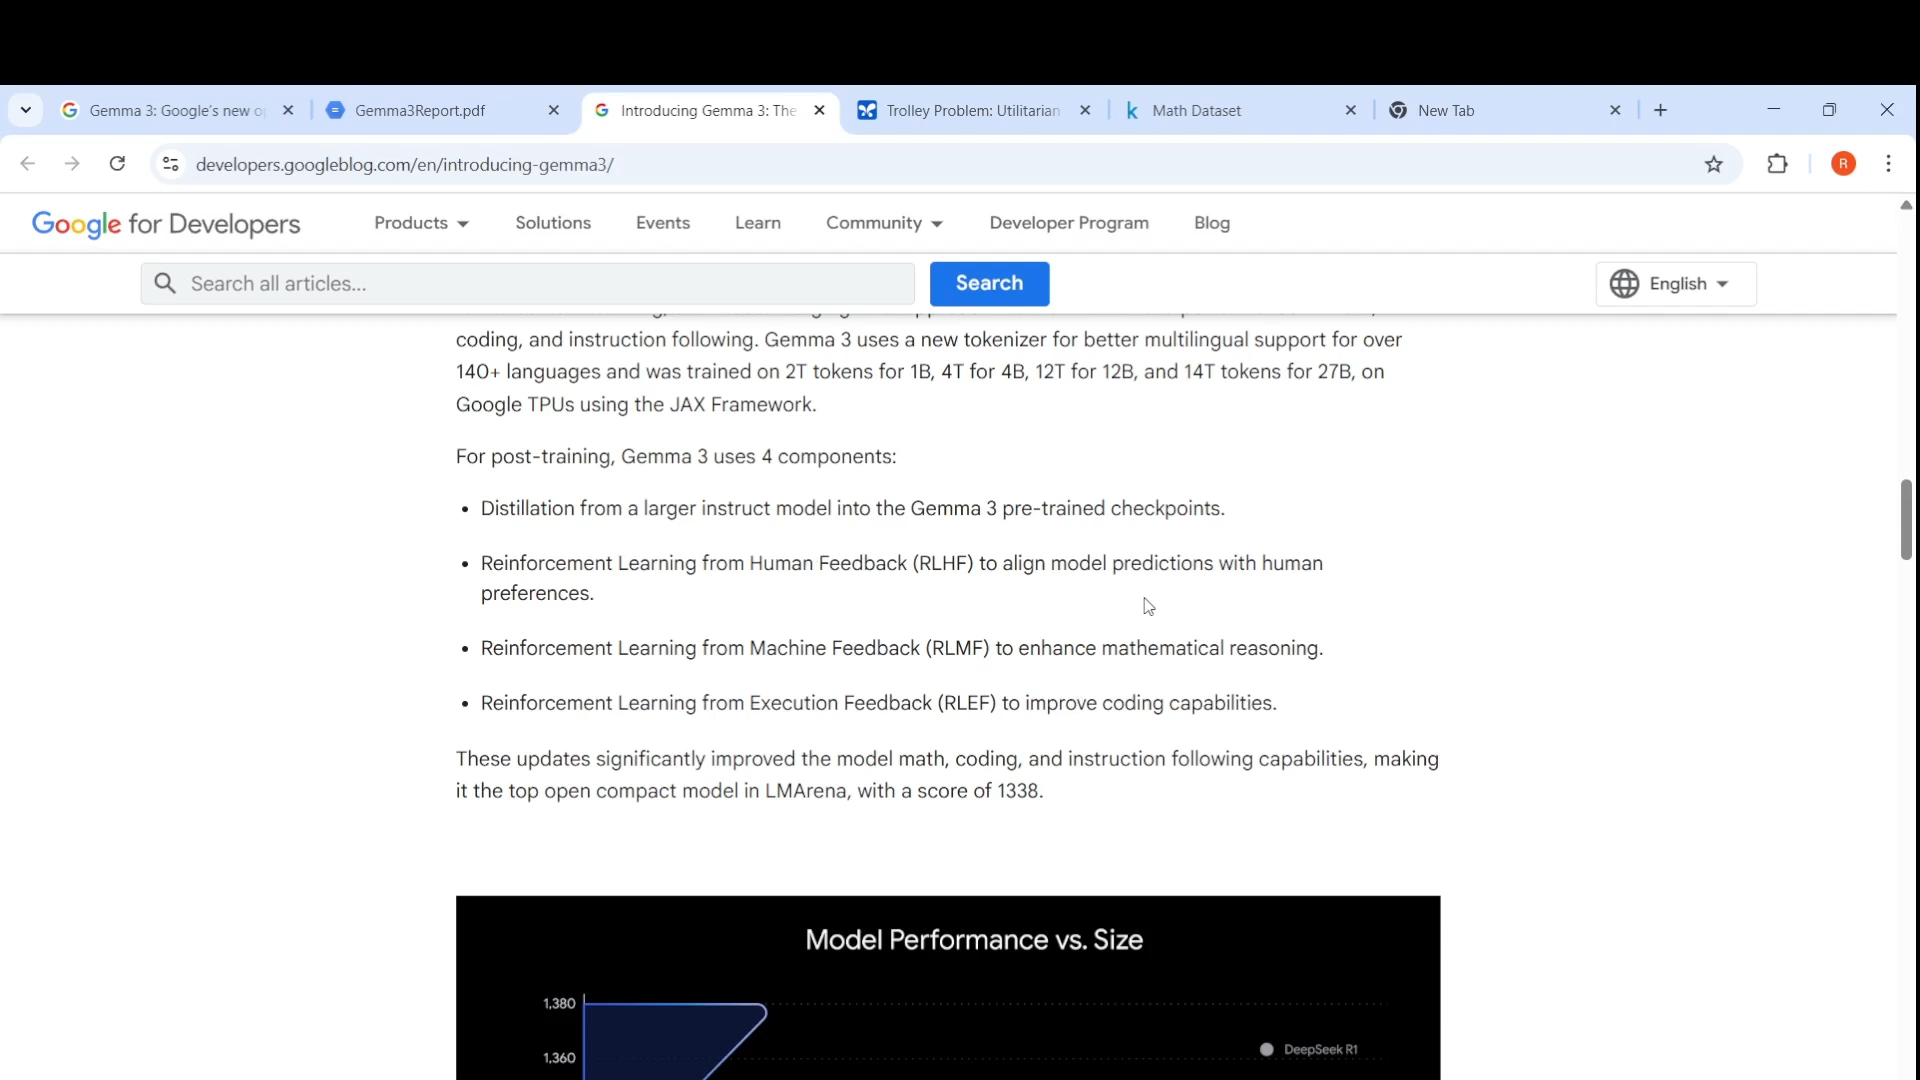 Gemma 3: Google's new o
Gemma3Report.pdf
Introducing Gemma 3: The
Trolley Problem: Utilitarian
k
Math Dataset
New Tab
developers.googleblog.com/en/introducing-gemma3/
R
Google for Developers
Products
Solutions
Events
Learn
Community
Developer Program
Blog
Search all articles...
Search
English
coding, and instruction following. Gemma 3 uses a new tokenizer for better multilingual support for over
140+ languages and was trained on 2T tokens for 1B, 4T for 4B, 12T for 12B, and 14T tokens for 27B, on
Google TPUs using the JAX Framework.
For post-training, Gemma 3 uses 4 components:
• Distillation from a larger instruct model into the Gemma 3 pre-trained checkpoints.
• Reinforcement Learning from Human Feedback (RLHF) to align model predictions with human
preferences.
• Reinforcement Learning from Machine Feedback (RLMF) to enhance mathematical reasoning.
• Reinforcement Learning from Execution Feedback (RLEF) to improve coding capabilities.
These updates significantly improved the model math, coding, and instruction following capabilities, making
it the top open compact model in LMArena, with a score of 1338.
Model Performance vs. Size
1,380
1,360
DeepSeek R1